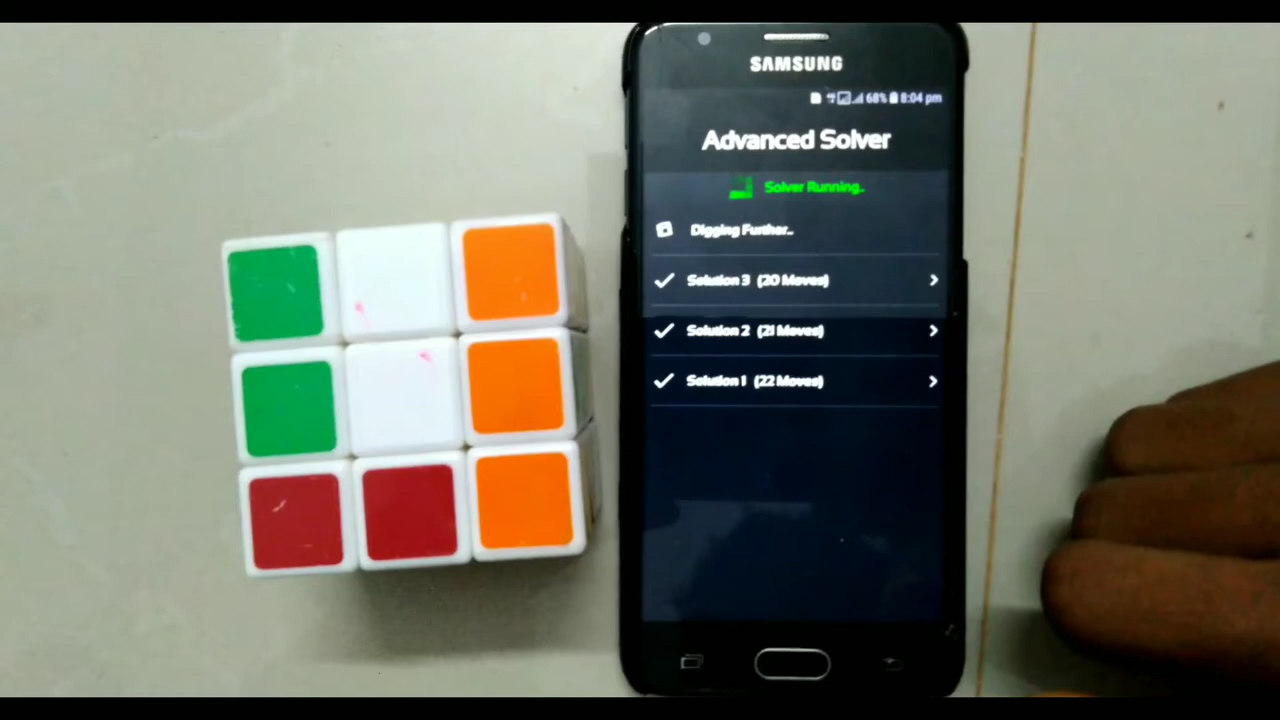 SAMSUNG
68% 8:04 pm
Advanced Solver
Solver Running..
Digging Further..
Solution 3 (20 Moves)
Solution 2 (21 Moves)
Solution 1 (22 Moves)